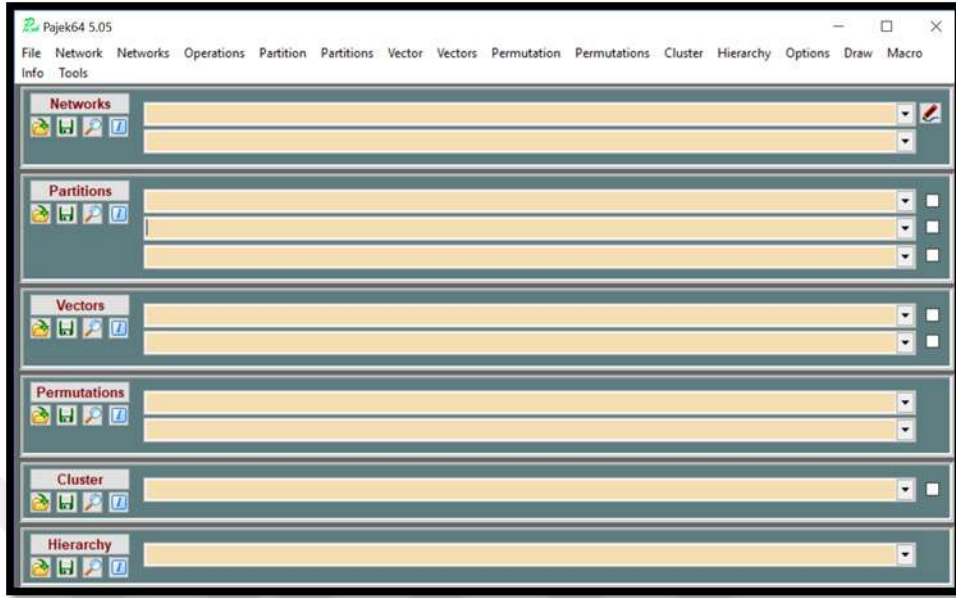 Pajek64 5.05
File Network Networks Operations Partition Partitions Vector Vectors Permutation Permutations Cluster Hierarchy Options Draw Macro
Info Tools
Networks
Partitions
Vectors
Permutations
Cluster
Hierarchy